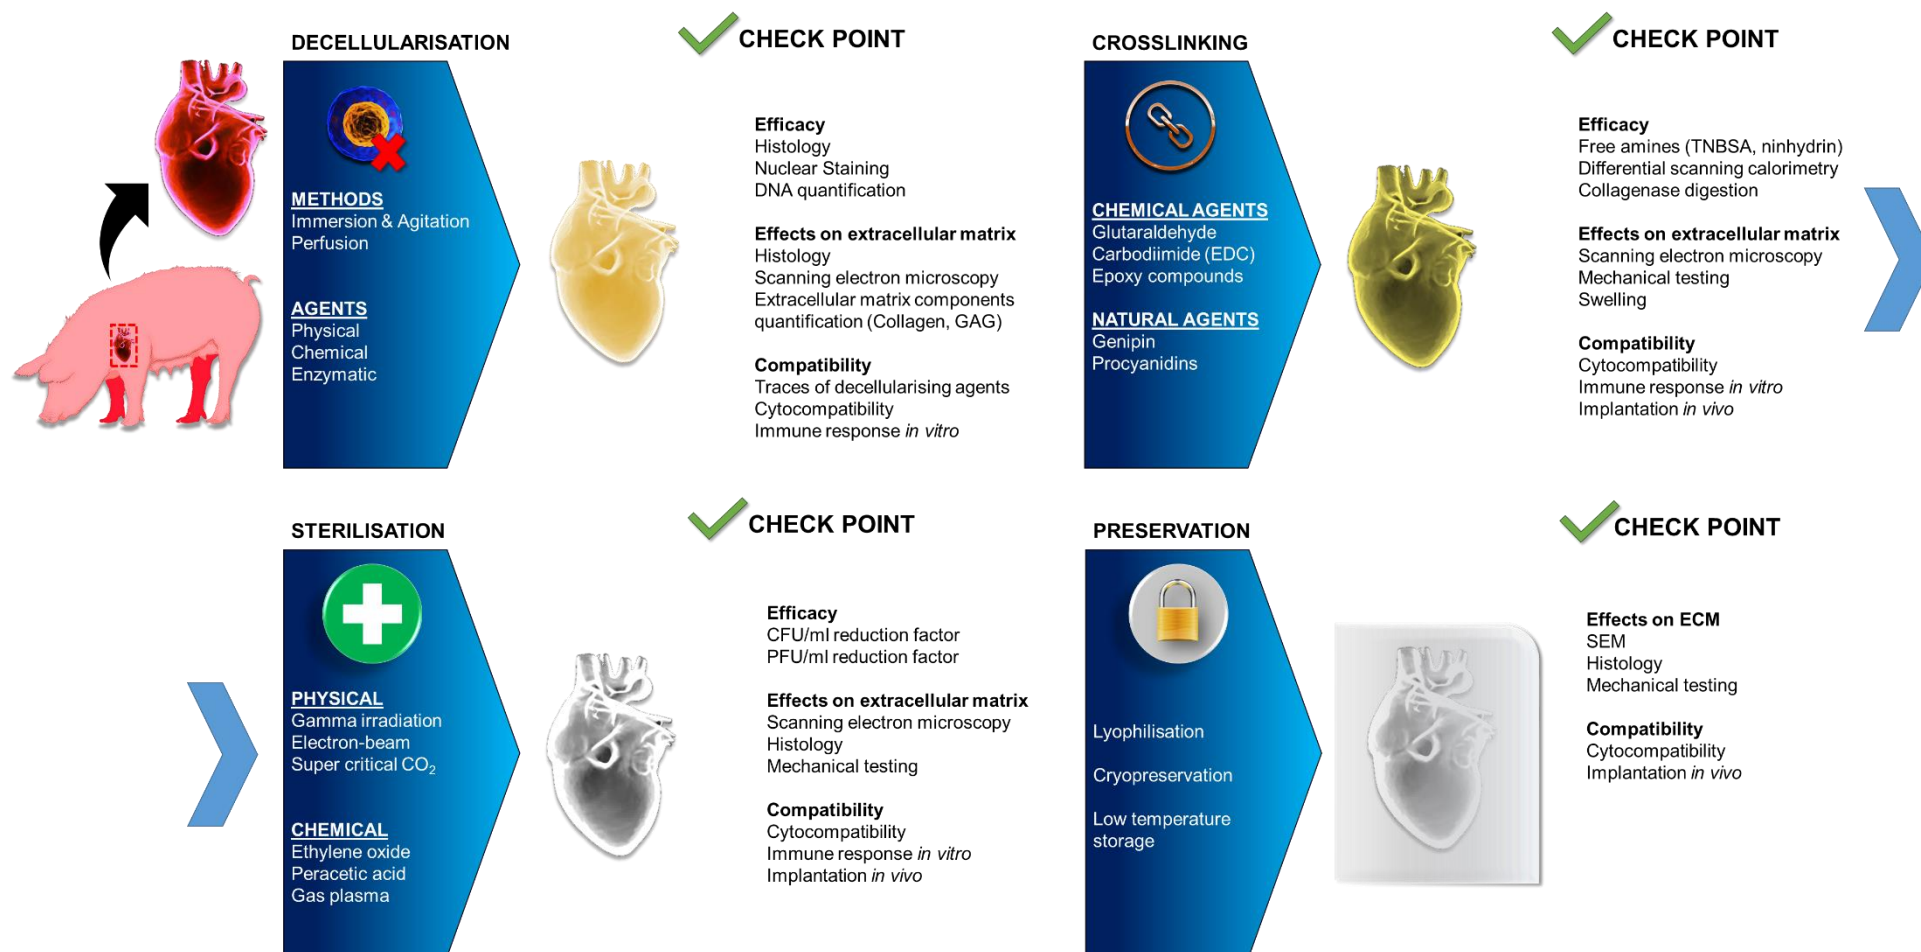 DECELLULARISATION
METHODS
Immersion & Agitation
Perfusion
AGENTS
Physical
Chemical
Enzymatic
CHECK POINT
Efficacy
Histology
Nuclear Staining
DNA quantification
Effects on extracellular matrix
Histology
Scanning electron microscopy
Extracellular matrix components
quantification (Collagen, GAG)
Compatibility
Traces of decellularising agents
Cytocompatibility
Immune response in vitro
CROSSLINKING
CHEMICAL AGENTS
Glutaraldehyde
Carbodiimide (EDC)
Epoxy compounds
NATURAL AGENTS
Genipin
Procyanidins
CHECK POINT
Efficacy
Free amines (TNBSA, ninhydrin)
Differential scanning calorimetry
Collagenase digestion
Effects on extracellular matrix
Scanning electron microscopy
Mechanical testing
Swelling
Compatibility
Cytocompatibility
Immune response in vitro
Implantation in vivo
STERILISATION
PHYSICAL
Gamma irradiation
Electron-beam
Super critical CO₂
CHEMICAL
Ethylene oxide
Peracetic acid
Gas plasma
CHECK POINT
Efficacy
CFU/ml reduction factor
PFU/ml reduction factor
Effects on extracellular matrix
Scanning electron microscopy
Histology
Mechanical testing
Compatibility
Cytocompatibility
Immune response in vitro
Implantation in vivo
PRESERVATION
Lyophilisation
Cryopreservation
Low temperature
storage
CHECK POINT
Effects on ECM
SEM
Histology
Mechanical testing
Compatibility
Cytocompatibility
Implantation in vivo